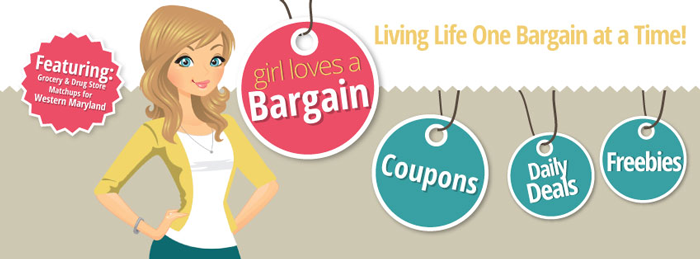 Featuring:
Grocery & Drug Store
Matchups for
Western Maryland
girl loves a
Bargain
Living Life One Bargain at a Time!
Coupons
Daily
Deals
Freebies